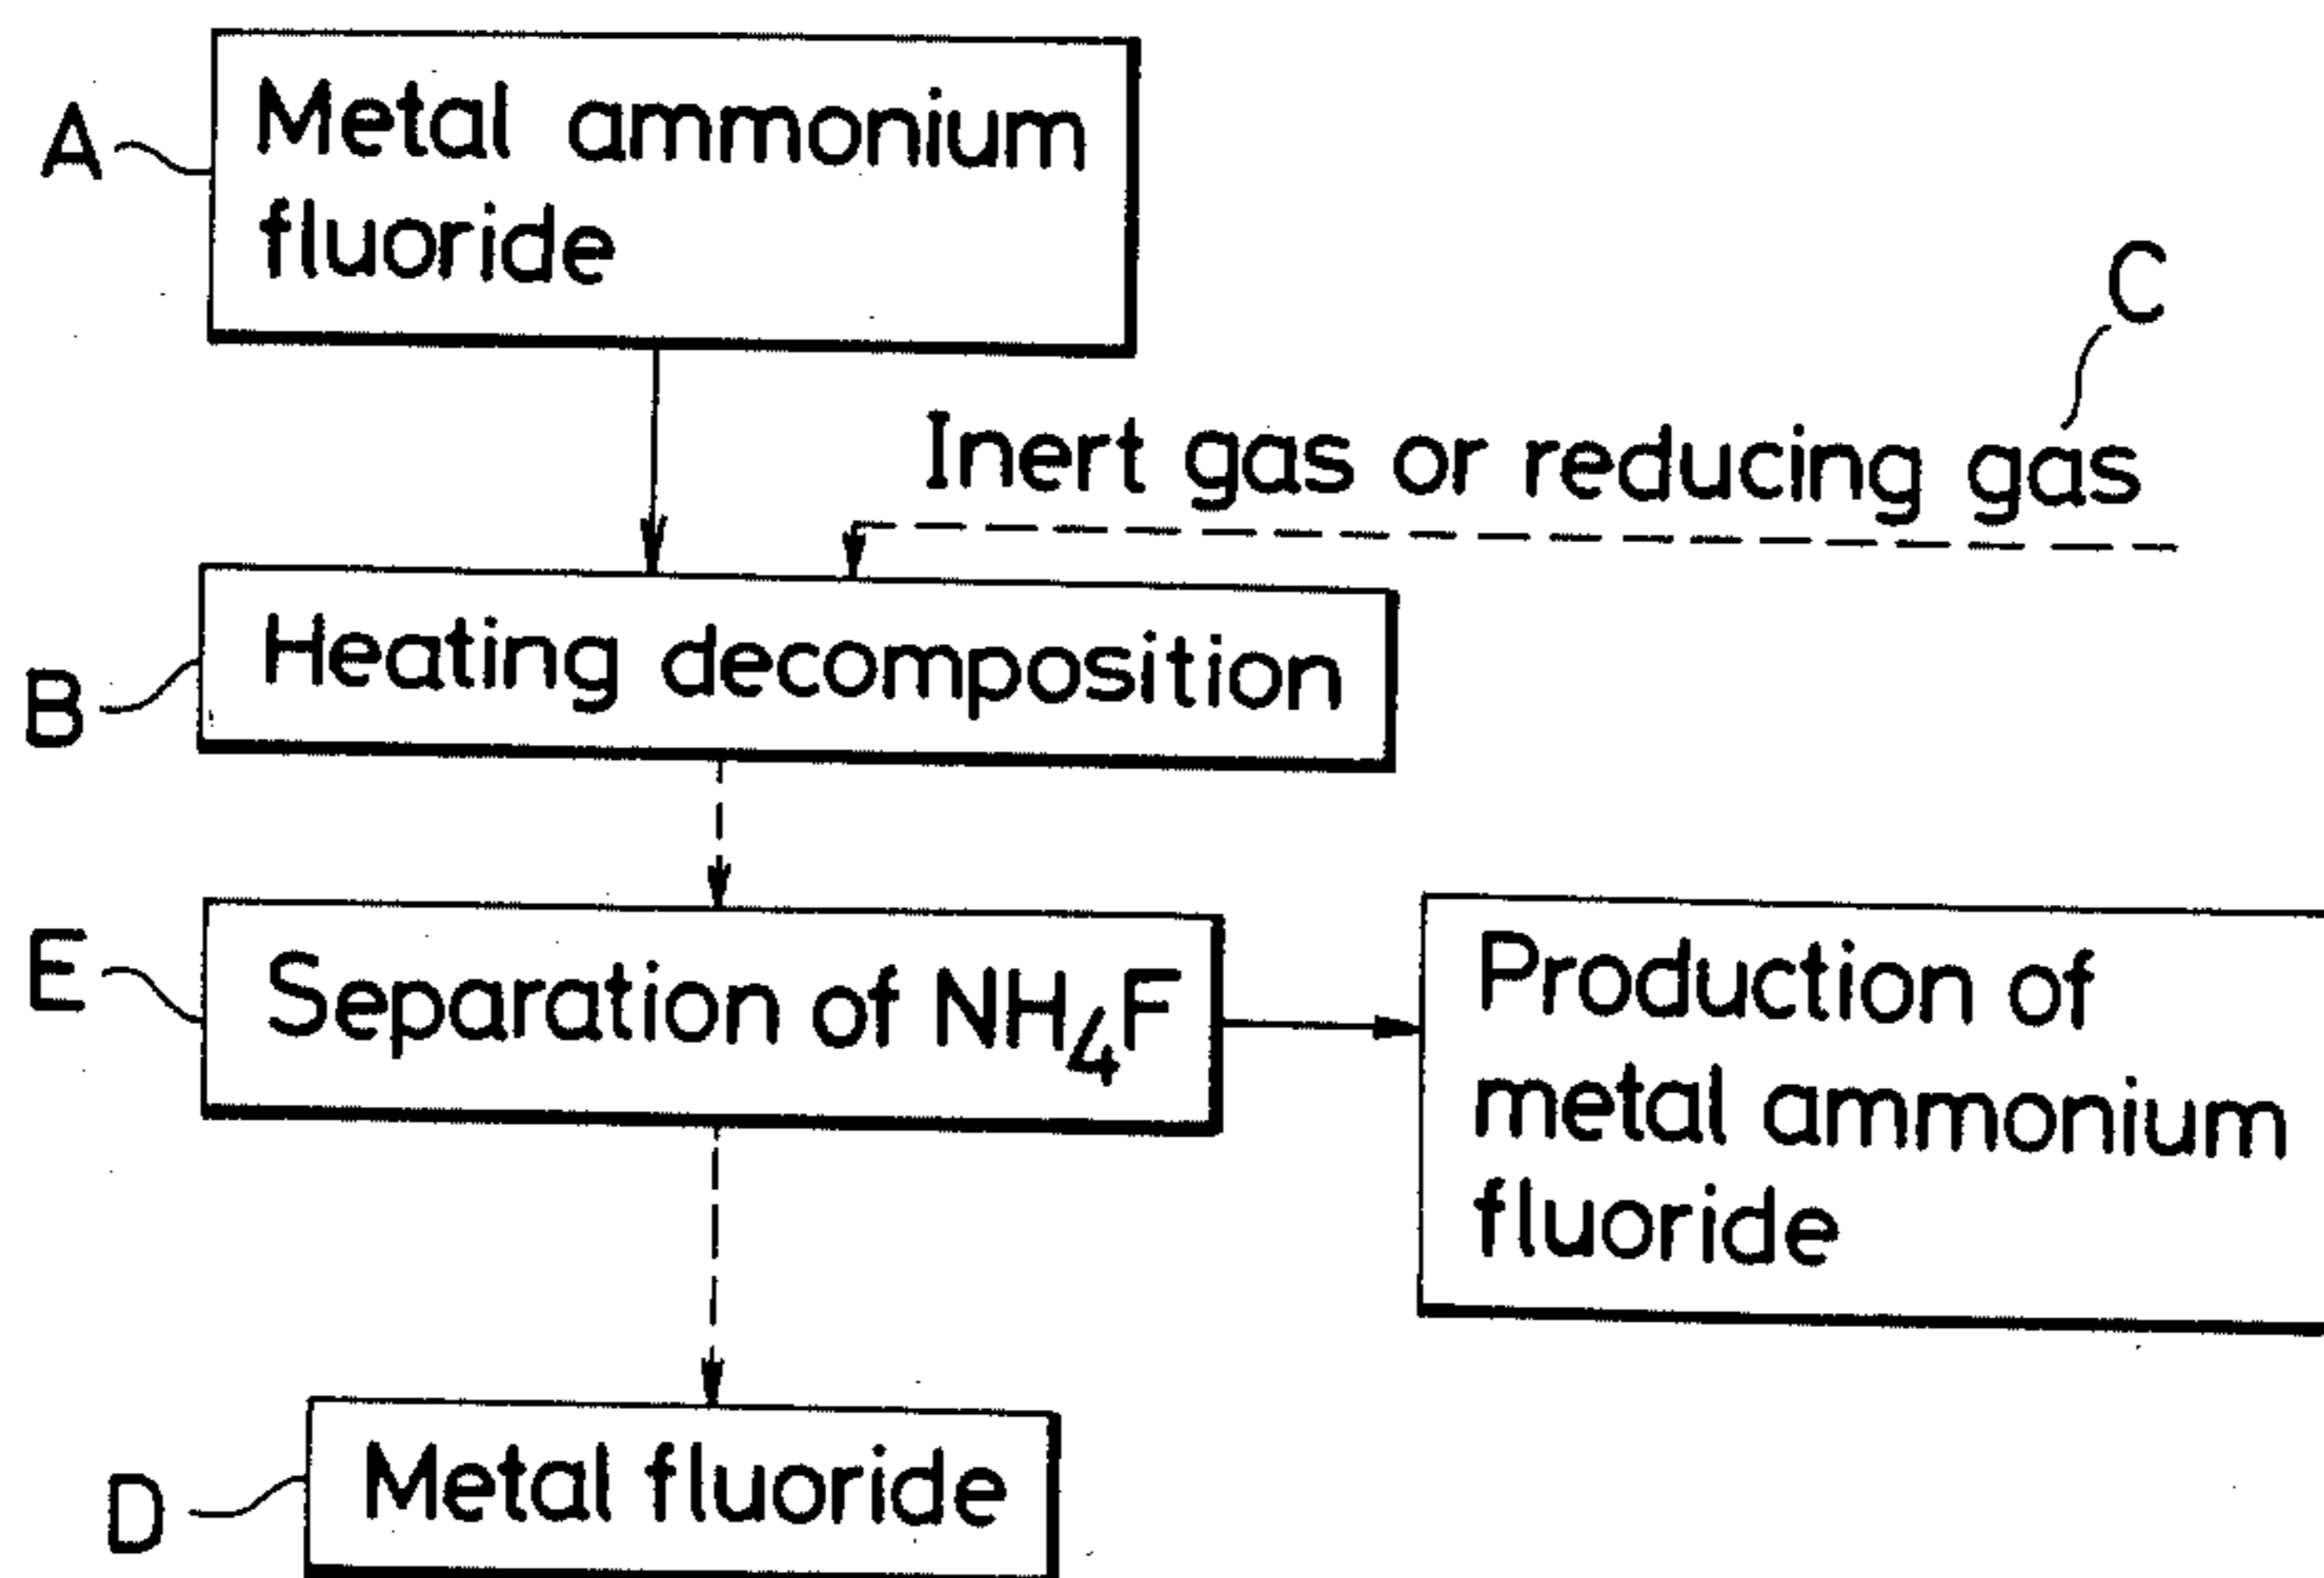 A
Metal ammonium
fluoride
C
Inert gas or reducing gas
B
Heating decomposition
E
Separation of NH₄F
Production of
metal ammonium
fluoride
D
Metal fluoride